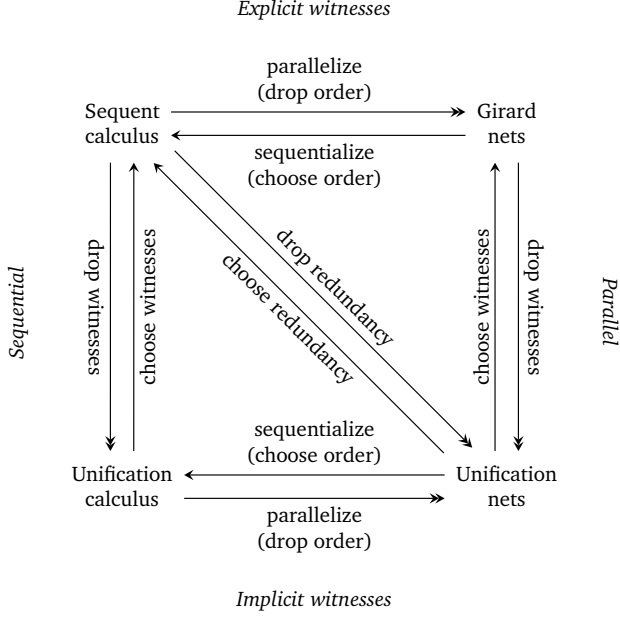 Explicit witnesses
parallelize
(drop order)
Sequent
calculus
Girard
nets
sequentialize
(choose order)
Sequential
drop witnesses
choose witnesses
drop redundancy
choose redundancy
choose witnesses
drop witnesses
Parallel
sequentialize
(choose order)
Unification
calculus
Unification
nets
parallelize
(drop order)
Implicit witnesses